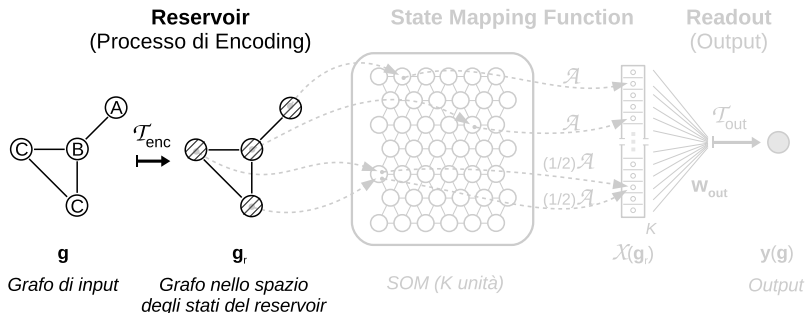 Reservoir
(Processo di Encoding)
State Mapping Function
Readout
(Output)
A
C
B
C
𝒯enc
𝒜
𝒜
(1/2)𝒜
(1/2)𝒜
𝒯out
wout
K
g
gr
𝒳(gr)
y(g)
Grafo di input
Grafo nello spazio
degli stati del reservoir
SOM (K unità)
Output